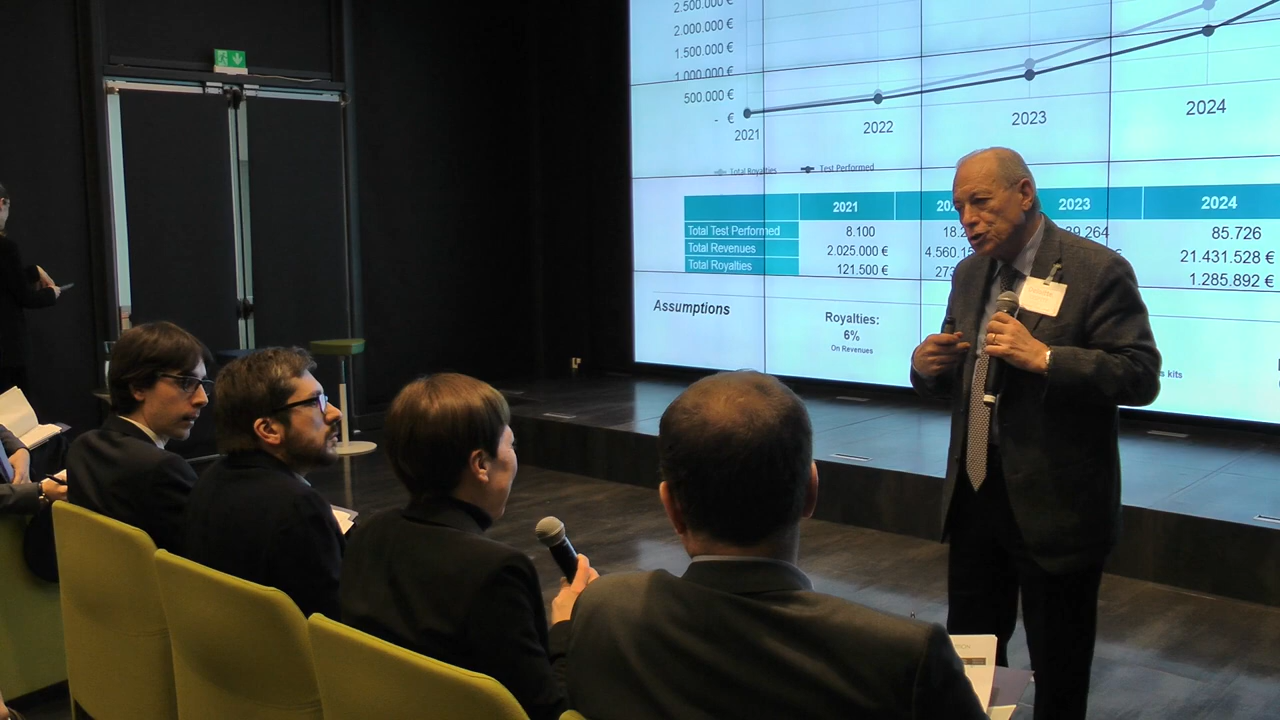 2.500.000 €
2.000.000 €
1.500.000 €
1.000.000 €
500.000 €
- €
2021 2022 2023 2024
Total Royalties Test Performed
2021 2023 2024
Total Test Performed 8.100 85.726
Total Revenues 2.025.000 € 21.431.528 €
Total Royalties 121.500 € 1.285.892 €
Assumptions
Royalties:
6%
On Revenues
kits